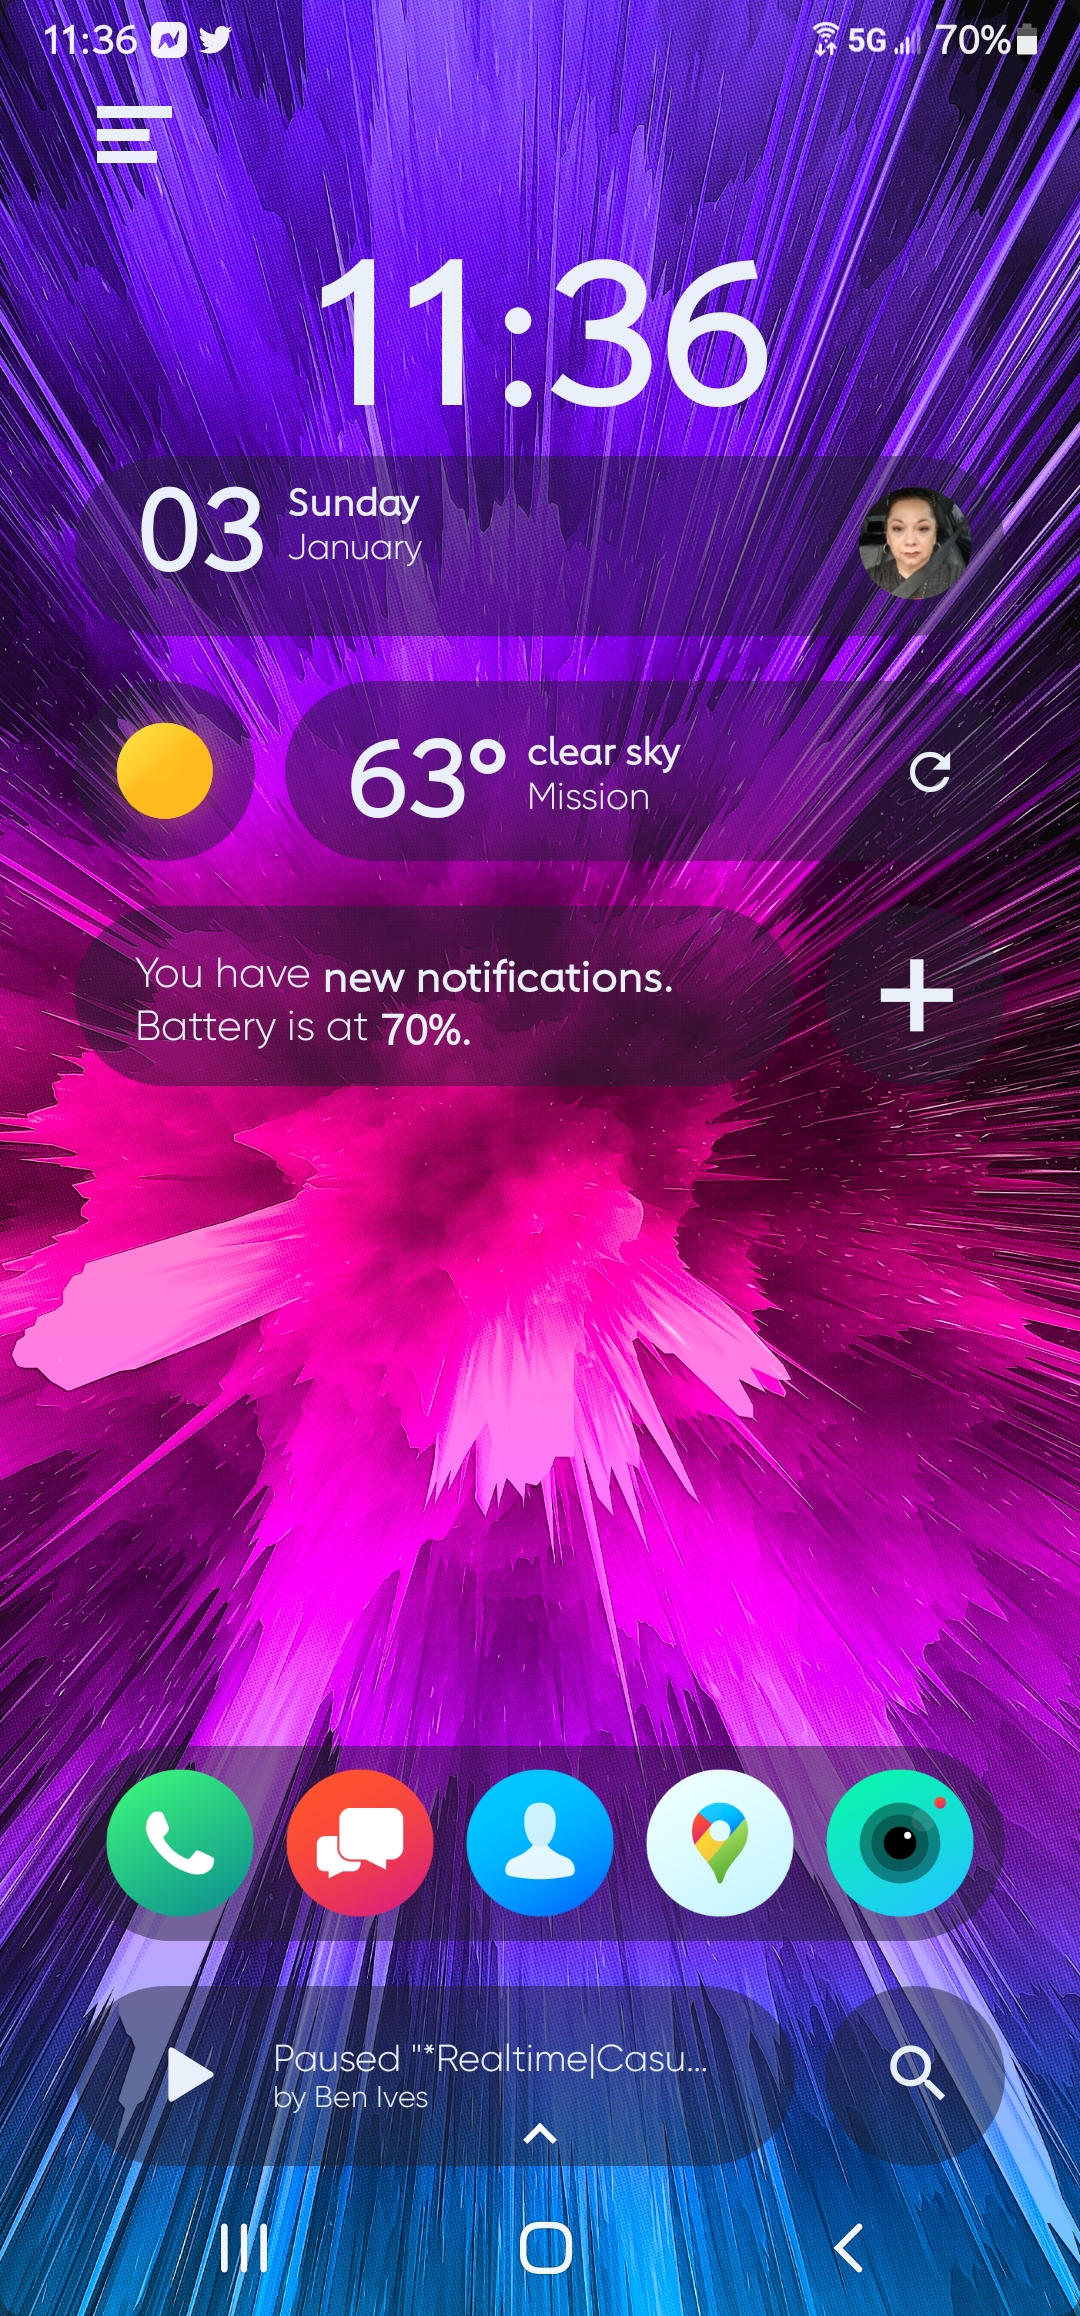 11:36
5G
70%
11:36
03
Sunday
January
63°
clear sky
Mission
You have new notifications.
Battery is at 70%.
Paused "*Realtime|Casu...
by Ben Ives